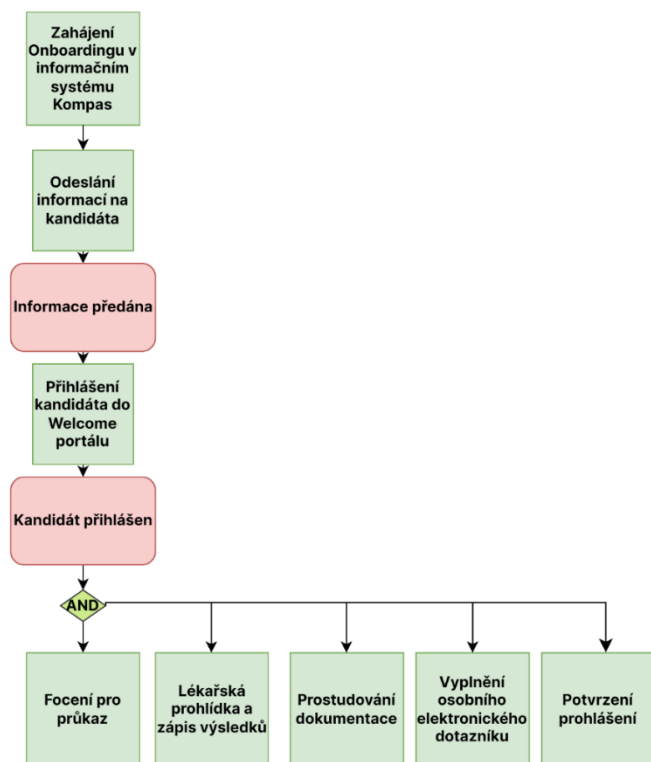 Zahájení
Onboardingu v
informačním
systému
Kompas
Odeslání
informací na
kandidáta
Informace předána
Přihlášení
kandidáta do
Welcome
portálu
Kandidát přihlášen
AND
Focení pro
průkaz
Lékařská
prohlídka a
zápis výsledků
Prostudování
dokumentace
Vyplnění
osobního
elektronického
dotazníku
Potvrzení
prohlášení